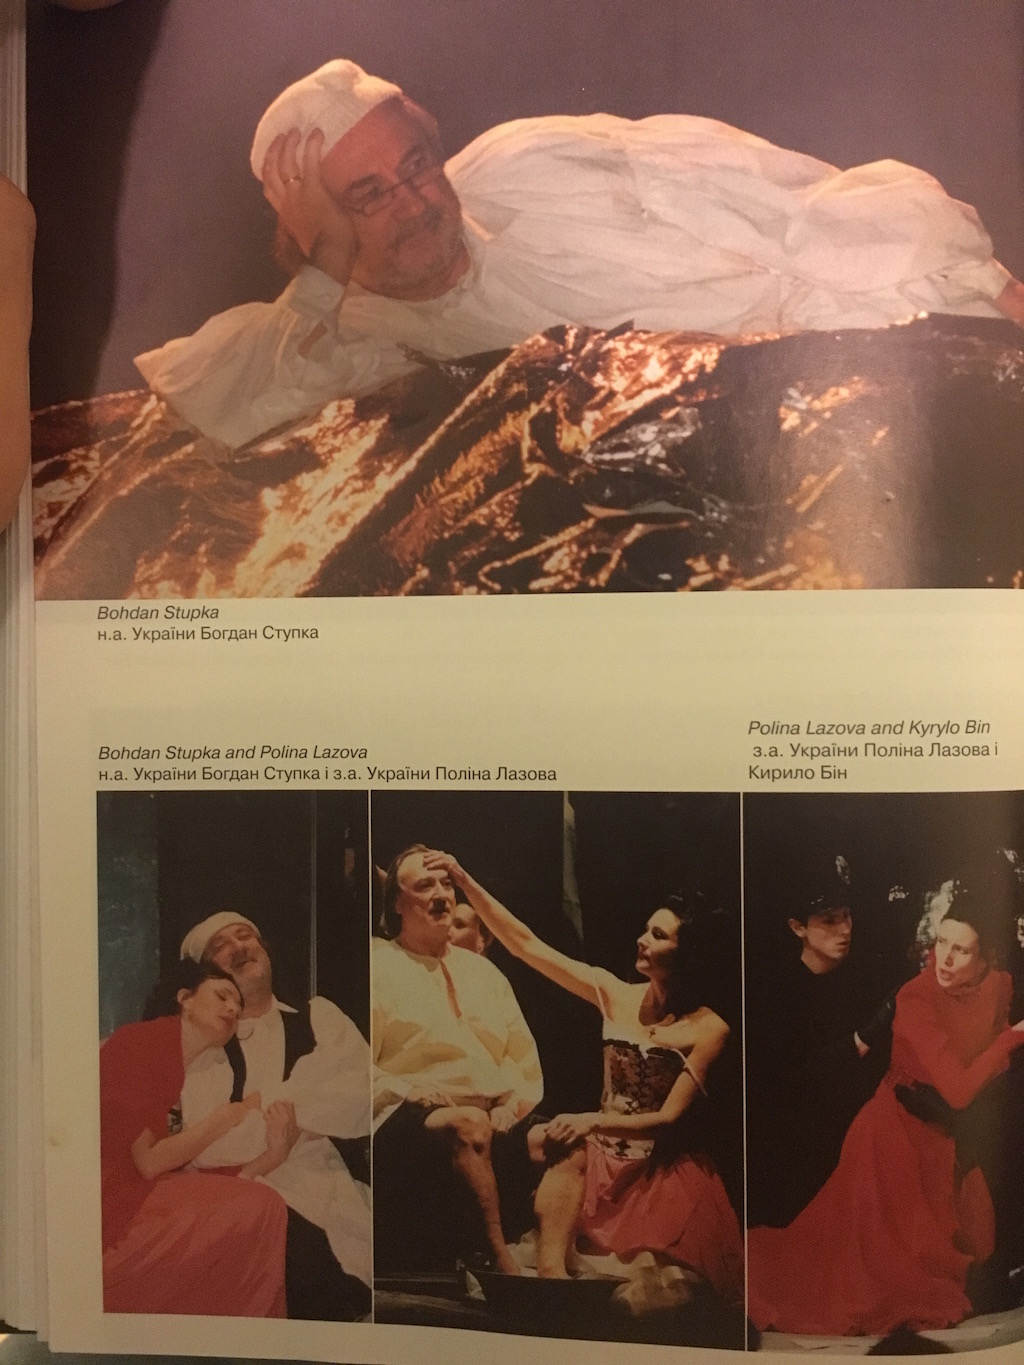 Bohdan Stupka
н.а. України Богдан Ступка
Bohdan Stupka and Polina Lazova
н.а. України Богдан Ступка і з.а. України Поліна Лазова
Polina Lazova and Kyrylo Bin
з.а. України Поліна Лазова і
Кирило Бін